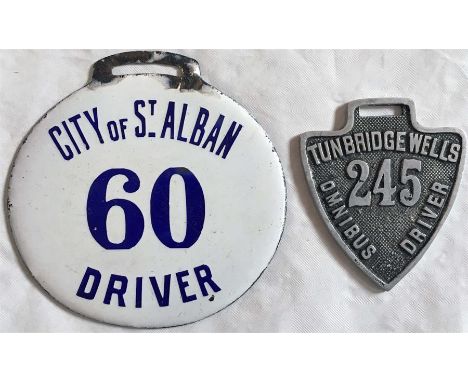 CITY OF ST ALBAN
60
DRIVER
TUNBRIDGE WELLS
245
OMNIBUS DRIVER